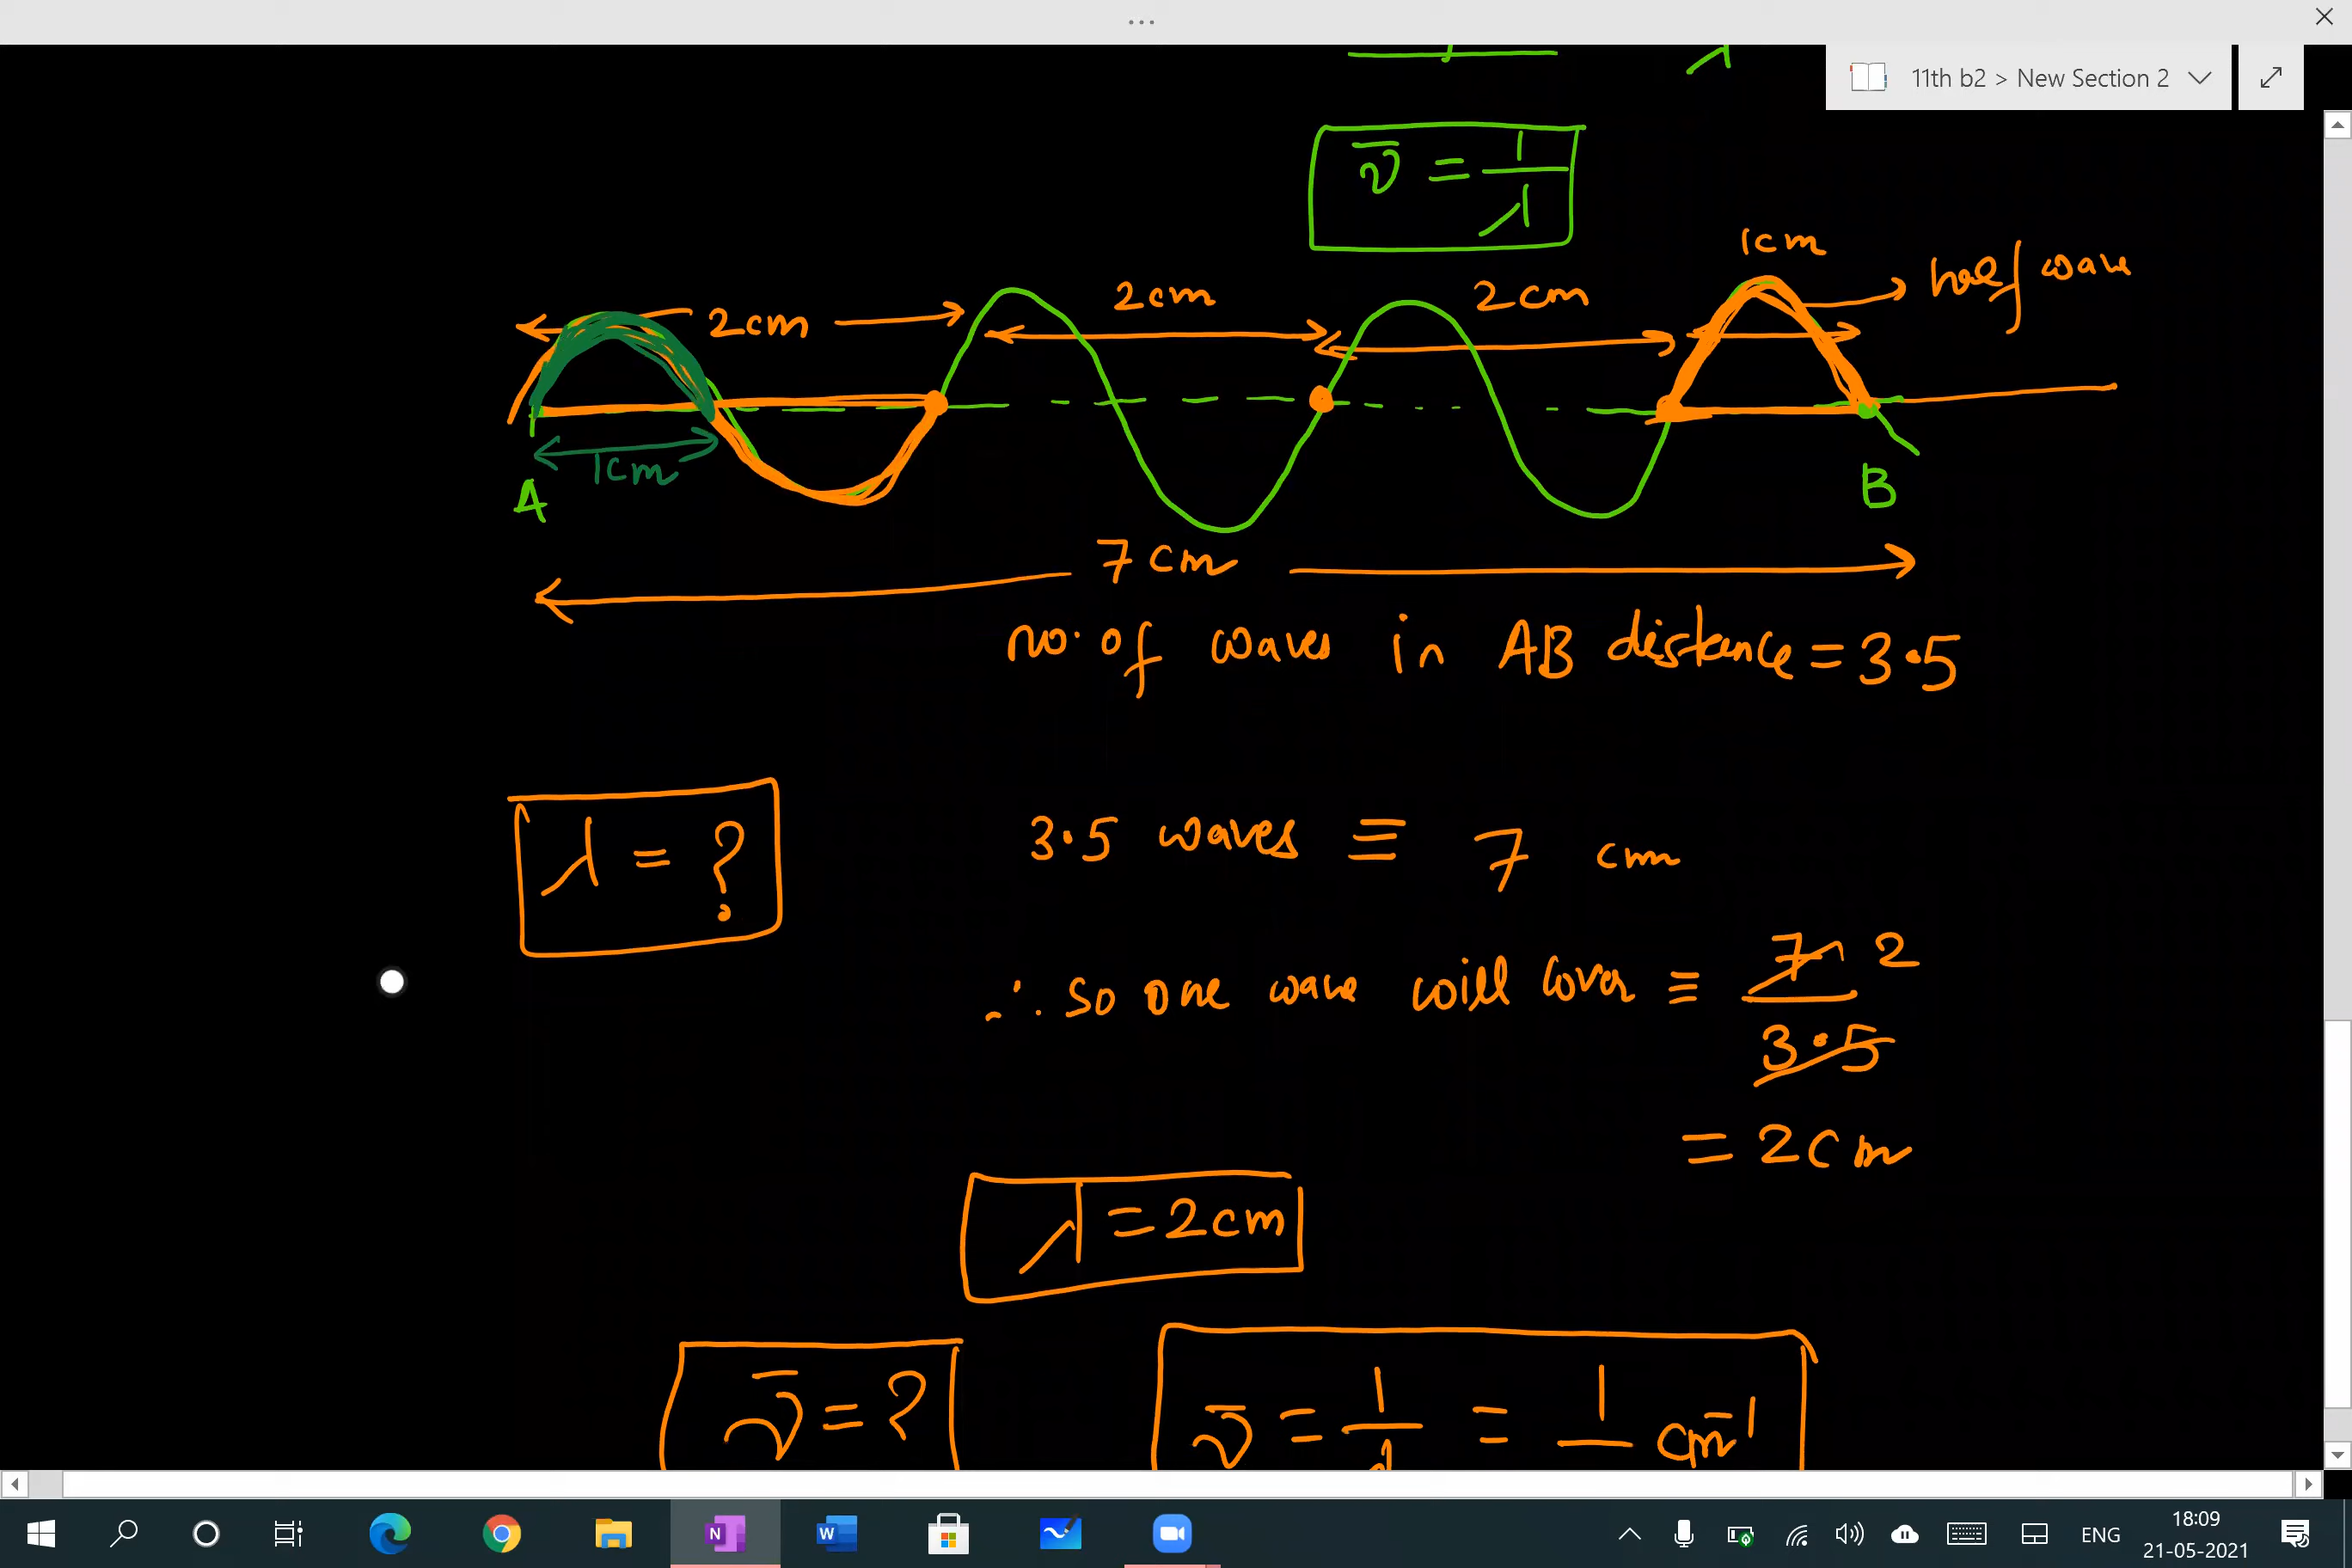 11th b2 > New Section 2
ν̄ = 1/λ
1cm
half wave
2cm
2cm
2cm
1cm
A
B
7 cm
no. of waves in AB distance = 3.5
λ = ?
3.5 waves ≡ 7 cm
∴ so one wave will cover ≡ 7/3.5 2
= 2cm
λ = 2cm
ν̄ = ?
ν̄ = 1/λ = 1/ cm⁻¹
ENG
18:09
21-05-2021